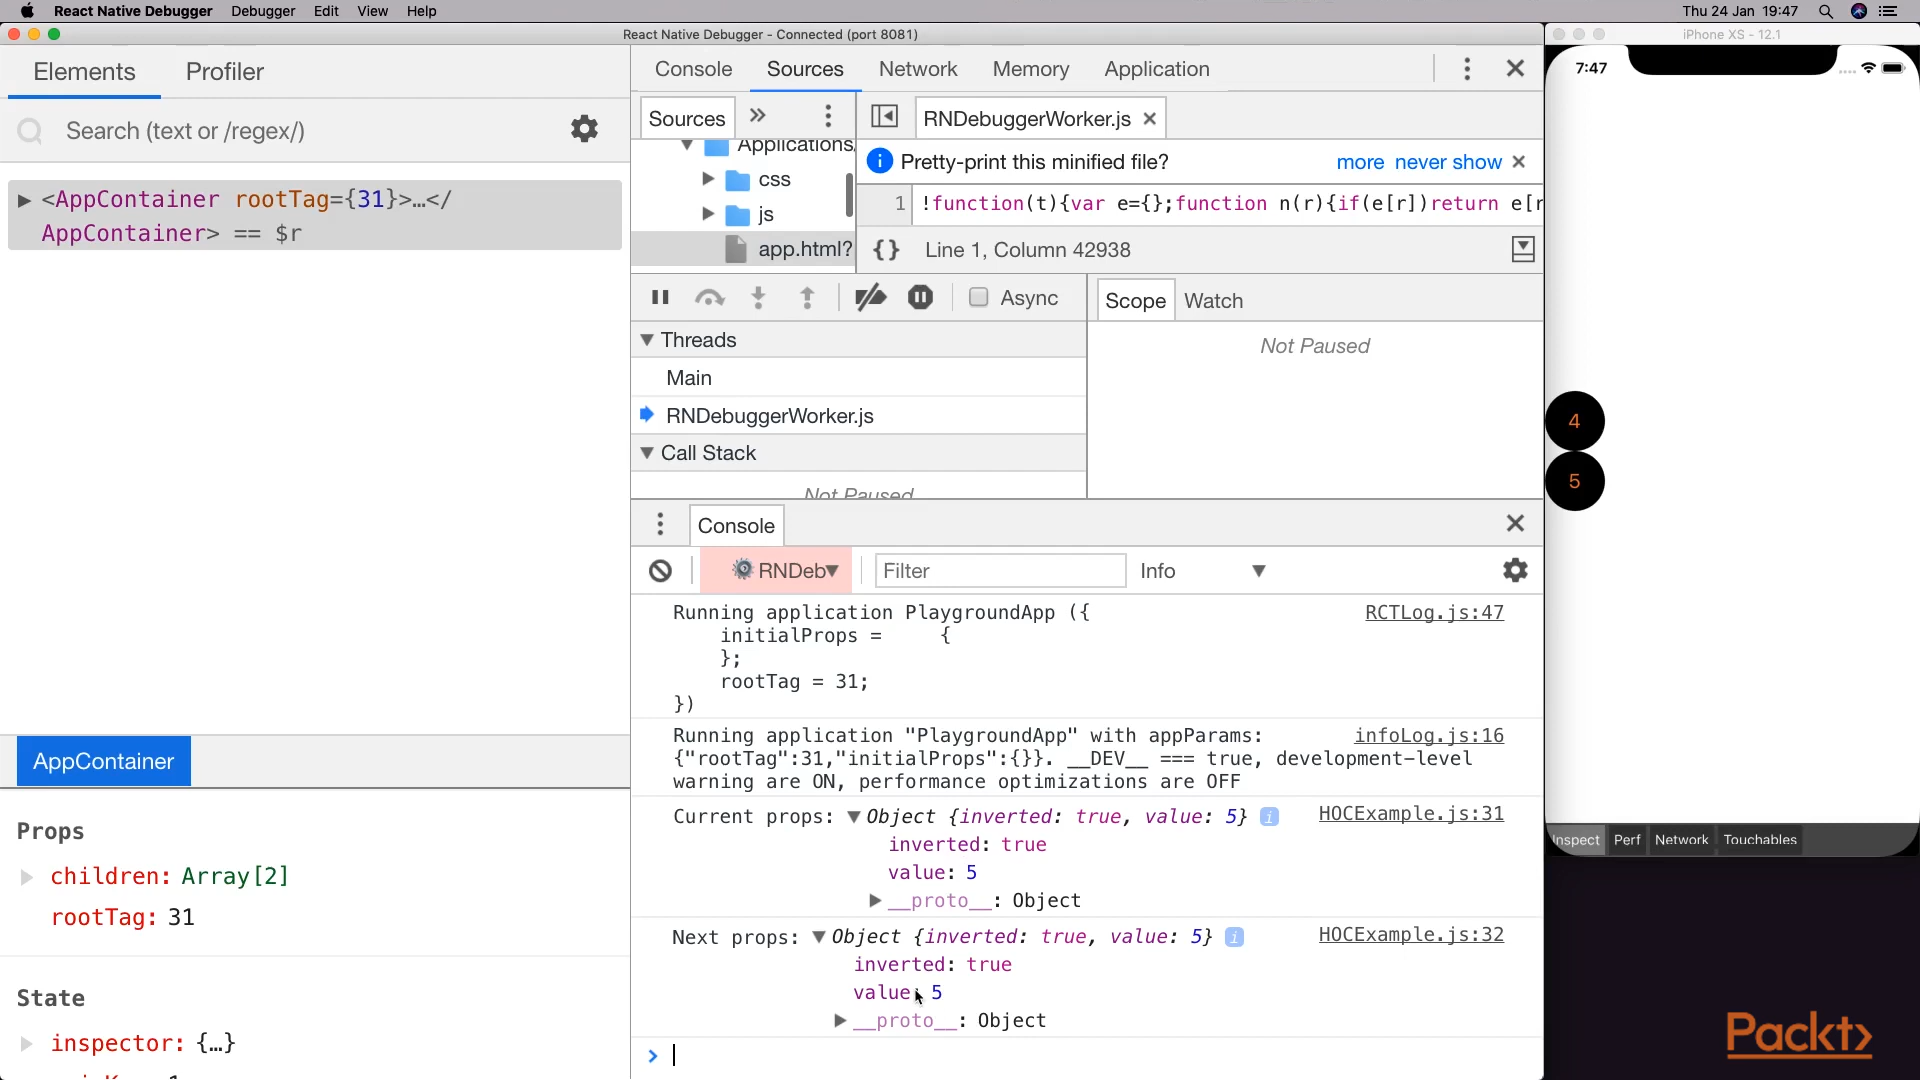 React Native Debugger Debugger Edit View Help
Thu 24 Jan 19:47
React Native Debugger - Connected (port 8081)
iPhone XS - 12.1
Elements Profiler
Search (text or /regex/)
<AppContainer rootTag={31}>…</
AppContainer> == $r
AppContainer
Props
children: Array[2]
rootTag: 31
State
inspector: {…}
Console Sources Network Memory Application
Sources »
Applications
css
js
app.html?
RNDebuggerWorker.js
Pretty-print this minified file? more never show
1 !function(t){var e={};function n(r){if(e[r])return e[r
{} Line 1, Column 42938
Async
Threads
Main
RNDebuggerWorker.js
Call Stack
Not Paused
Scope Watch
Not Paused
Console
RNDeb Filter Info
Running application PlaygroundApp ({ RCTLog.js:47
initialProps = {
};
rootTag = 31;
})
Running application "PlaygroundApp" with appParams: infoLog.js:16
{"rootTag":31,"initialProps":{}}. __DEV__ === true, development-level
warning are ON, performance optimizations are OFF
Current props: Object {inverted: true, value: 5} i HOCExample.js:31
inverted: true
value: 5
__proto__: Object
Next props: Object {inverted: true, value: 5} i HOCExample.js:32
inverted: true
value: 5
__proto__: Object
>
7:47
4
5
Inspect Perf Network Touchables
Packt>